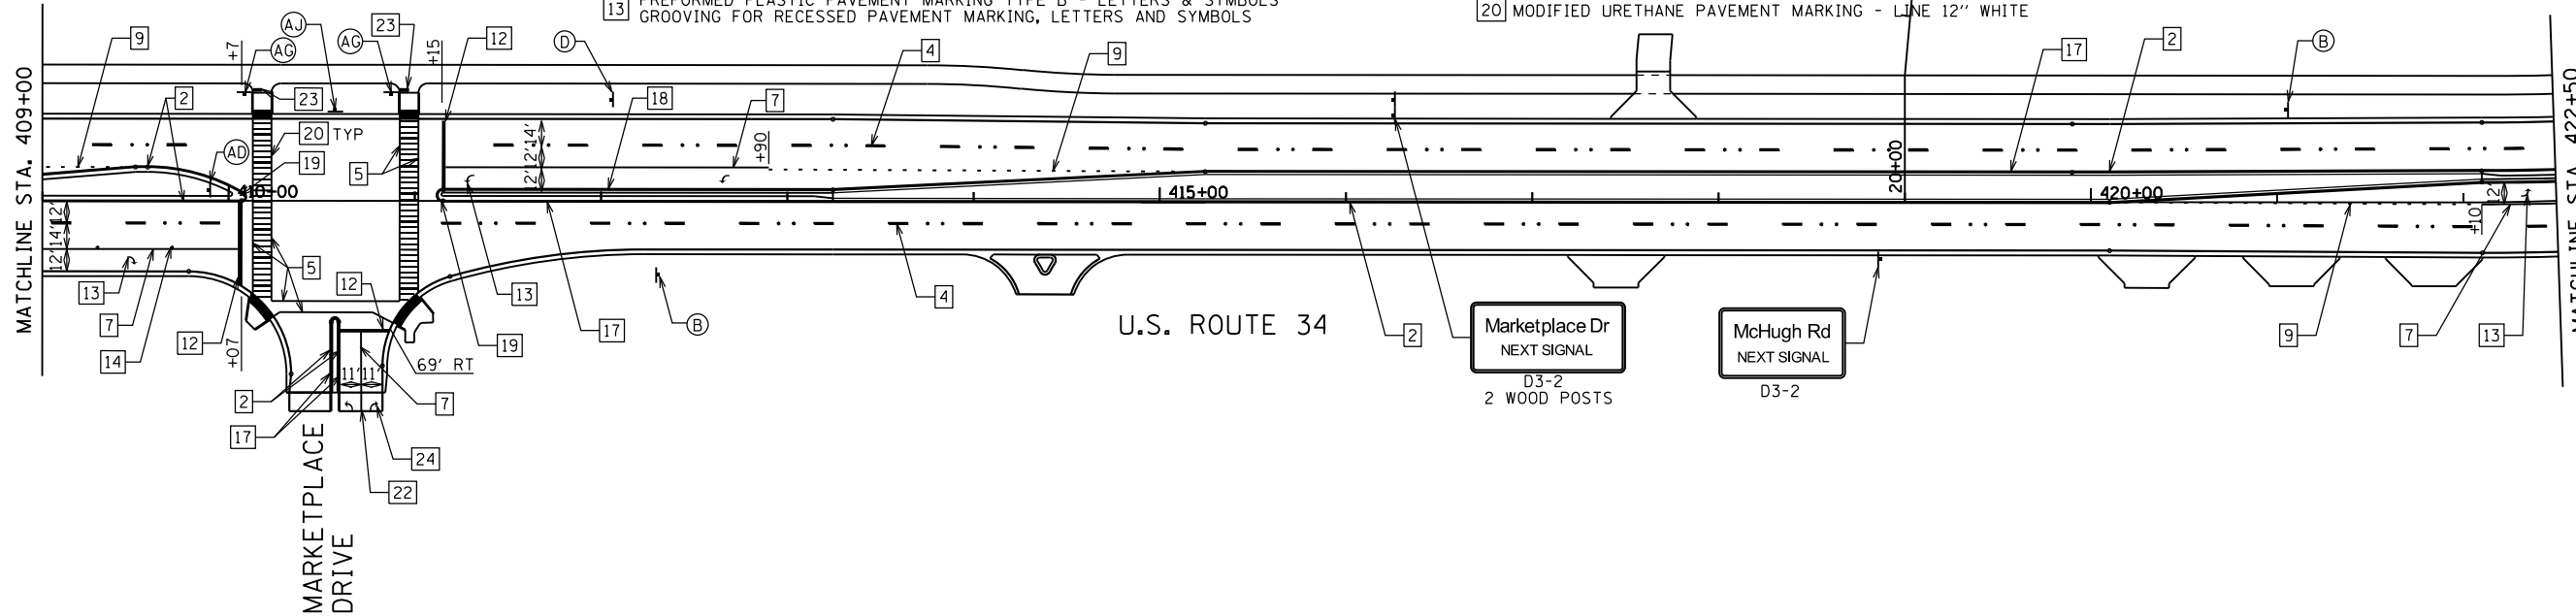 13 PREFORMED PLASTIC PAVEMENT MARKING TYPE B - LETTERS & SYMBOLS
GROOVING FOR RECESSED PAVEMENT MARKING, LETTERS AND SYMBOLS
20 MODIFIED URETHANE PAVEMENT MARKING - LINE 12" WHITE
MATCHLINE STA. 409+00
9
+7
AJ
AG
AG
23
+15
12
D
4
9
17
2
B
MATCHLINE STA. 422+50
2
23
18
7
20 TYP
AD
19
5
12' 12' 14'
+90
410+00
415+00
20+00
420+00
12'
+10
12' 14' 12'
5
13
7
14
12
+07
12
13
19
17
4
B
69' RT
11' 11'
2
17
7
24
22
U.S. ROUTE 34
2
Marketplace Dr
NEXT SIGNAL
D3-2
2 WOOD POSTS
McHugh Rd
NEXT SIGNAL
D3-2
9
7
13
MARKETPLACE
DRIVE